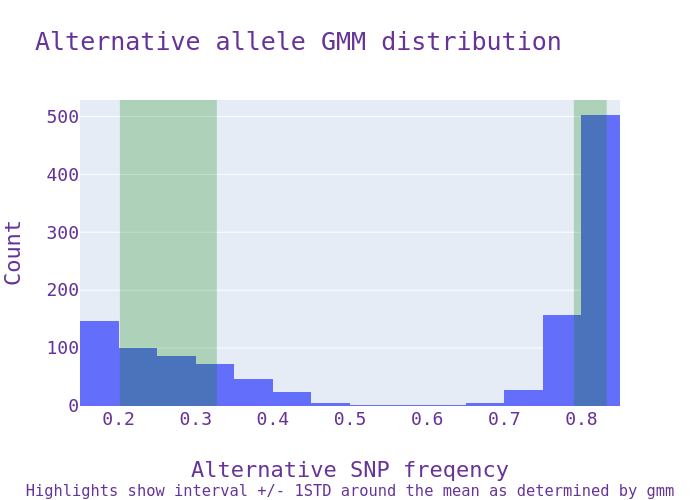 Alternative allele GMM distribution
500
400
300
200
100
0
Count
0.2 0.3 0.4 0.5 0.6 0.7 0.8
Alternative SNP freqency
Highlights show interval +/- 1STD around the mean as determined by gmm